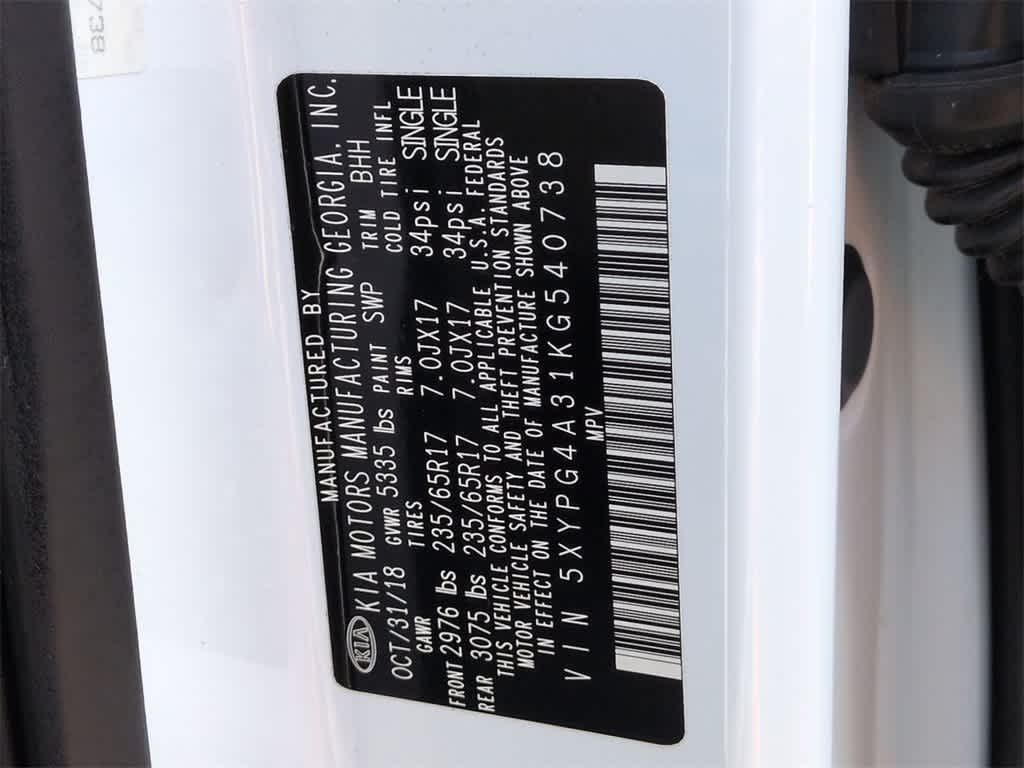 738
MANUFACTURED BY
KIA KIA MOTORS MANUFACTURING GEORGIA, INC.
OCT/31/18 GVWR 5335 lbs PAINT SWP TRIM BHH
GAWR TIRES RIMS COLD TIRE INFL
FRONT 2976 lbs 235/65R17 7.0JX17 34psi SINGLE
REAR 3075 lbs 235/65R17 7.0JX17 34psi SINGLE
THIS VEHICLE CONFORMS TO ALL APPLICABLE U.S.A. FEDERAL
MOTOR VEHICLE SAFETY AND THEFT PREVENTION STANDARDS
IN EFFECT ON THE DATE OF MANUFACTURE SHOWN ABOVE
VIN 5XYPG4A31KG540738
MPV